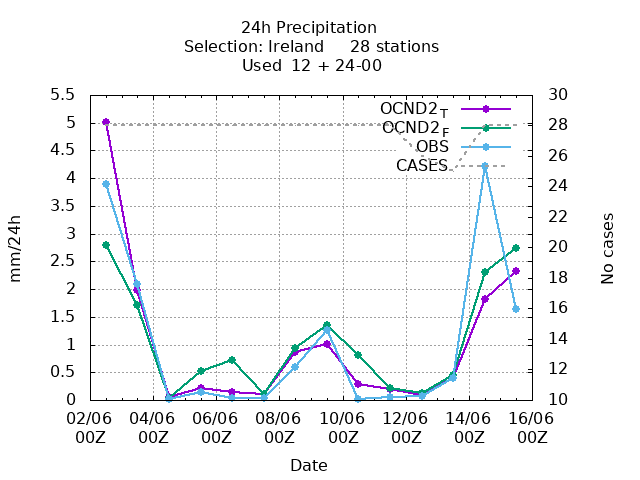 24h Precipitation
Selection: Ireland 28 stations
Used 12 + 24-00
OCND2T
OCND2F
OBS
CASES
mm/24h
5.5
5
4.5
4
3.5
3
2.5
2
1.5
1
0.5
0
No cases
30
28
26
24
22
20
18
16
14
12
10
02/06 04/06 06/06 08/06 10/06 12/06 14/06 16/06
00Z 00Z 00Z 00Z 00Z 00Z 00Z 00Z
Date